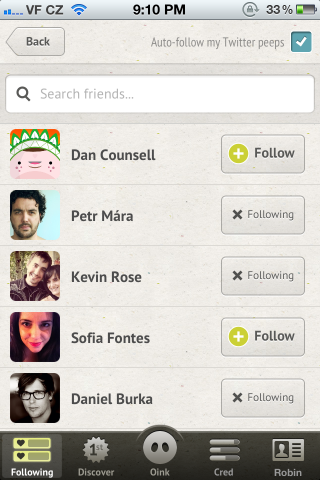 VF CZ 9:10 PM 33%
Back Auto-follow my Twitter peeps
Search friends...
Dan Counsell Follow
Petr Mára Following
Kevin Rose Following
Sofia Fontes Follow
Daniel Burka Following
1st
Following Discover Oink Cred Robin